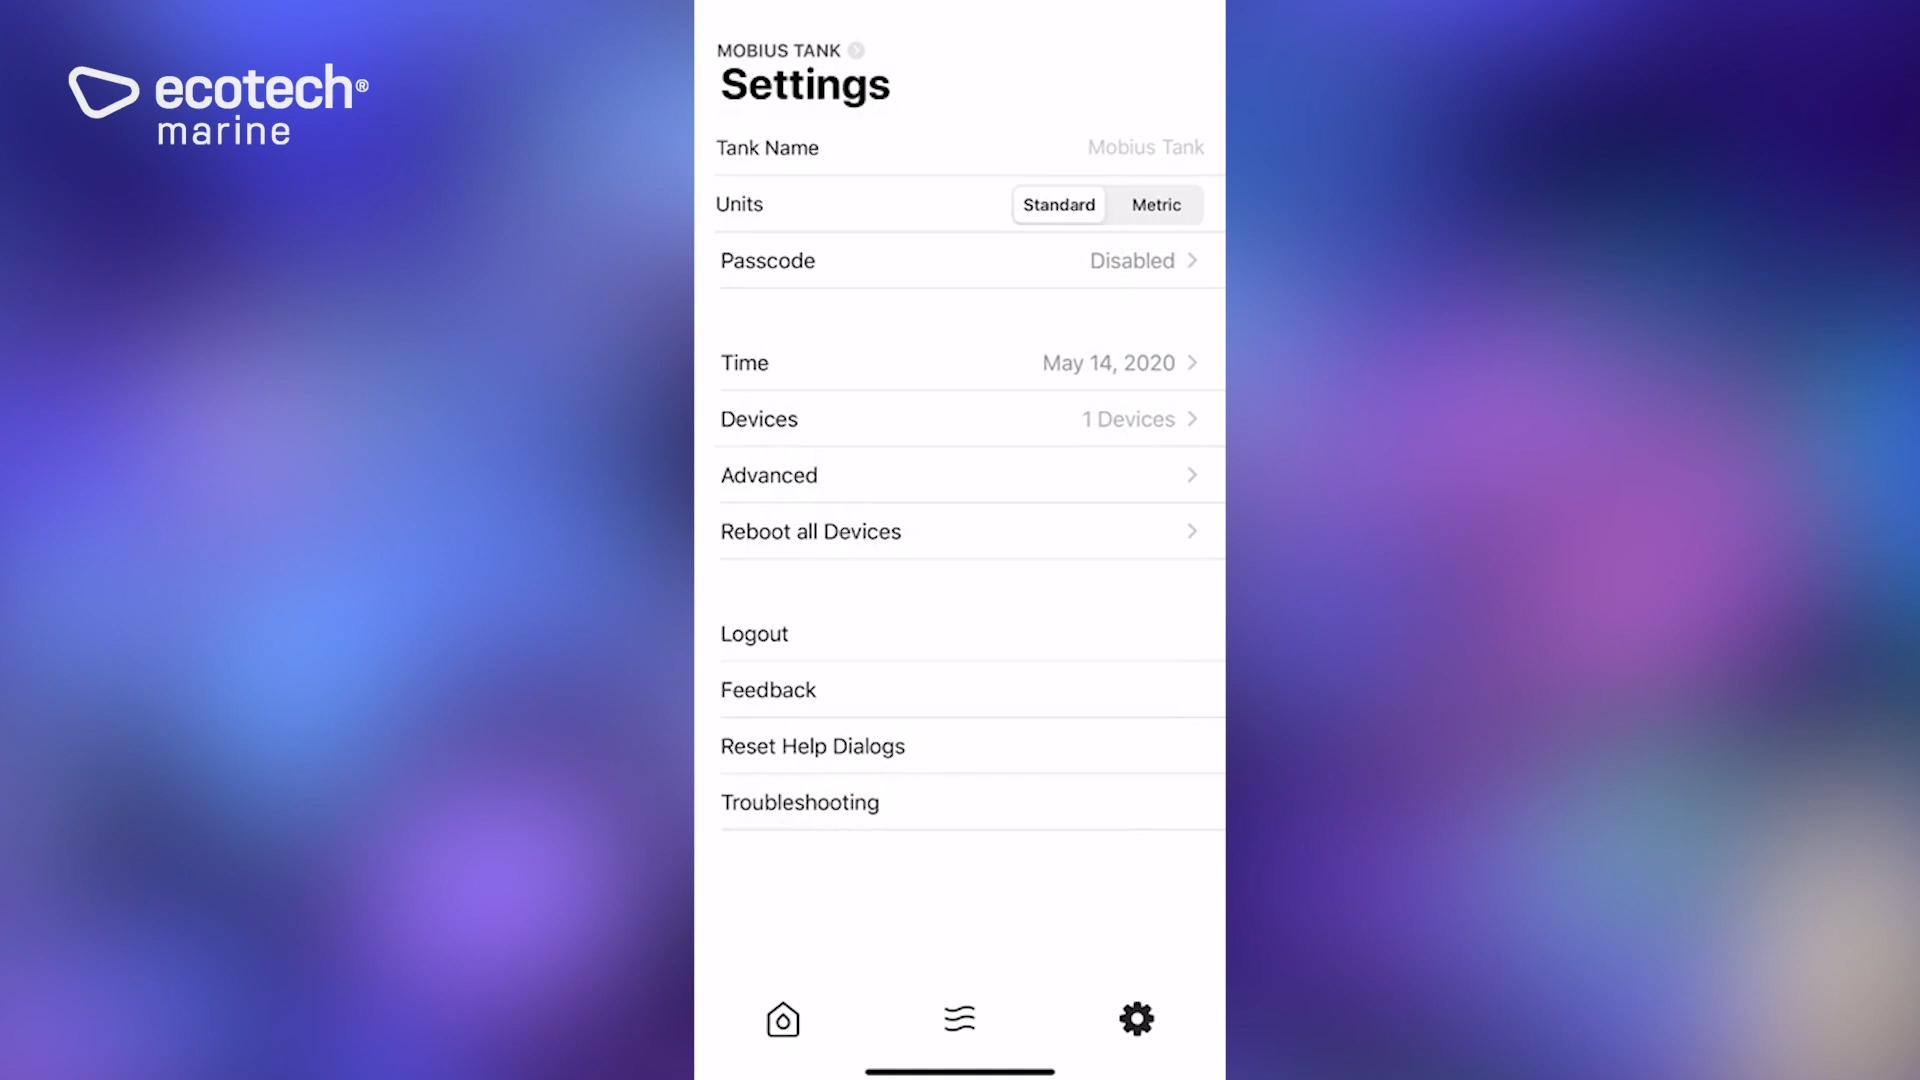 ecotech®
marine
MOBIUS TANK
Settings
Tank Name Mobius Tank
Units Standard Metric
Passcode Disabled
Time May 14, 2020
Devices 1 Devices
Advanced
Reboot all Devices
Logout
Feedback
Reset Help Dialogs
Troubleshooting